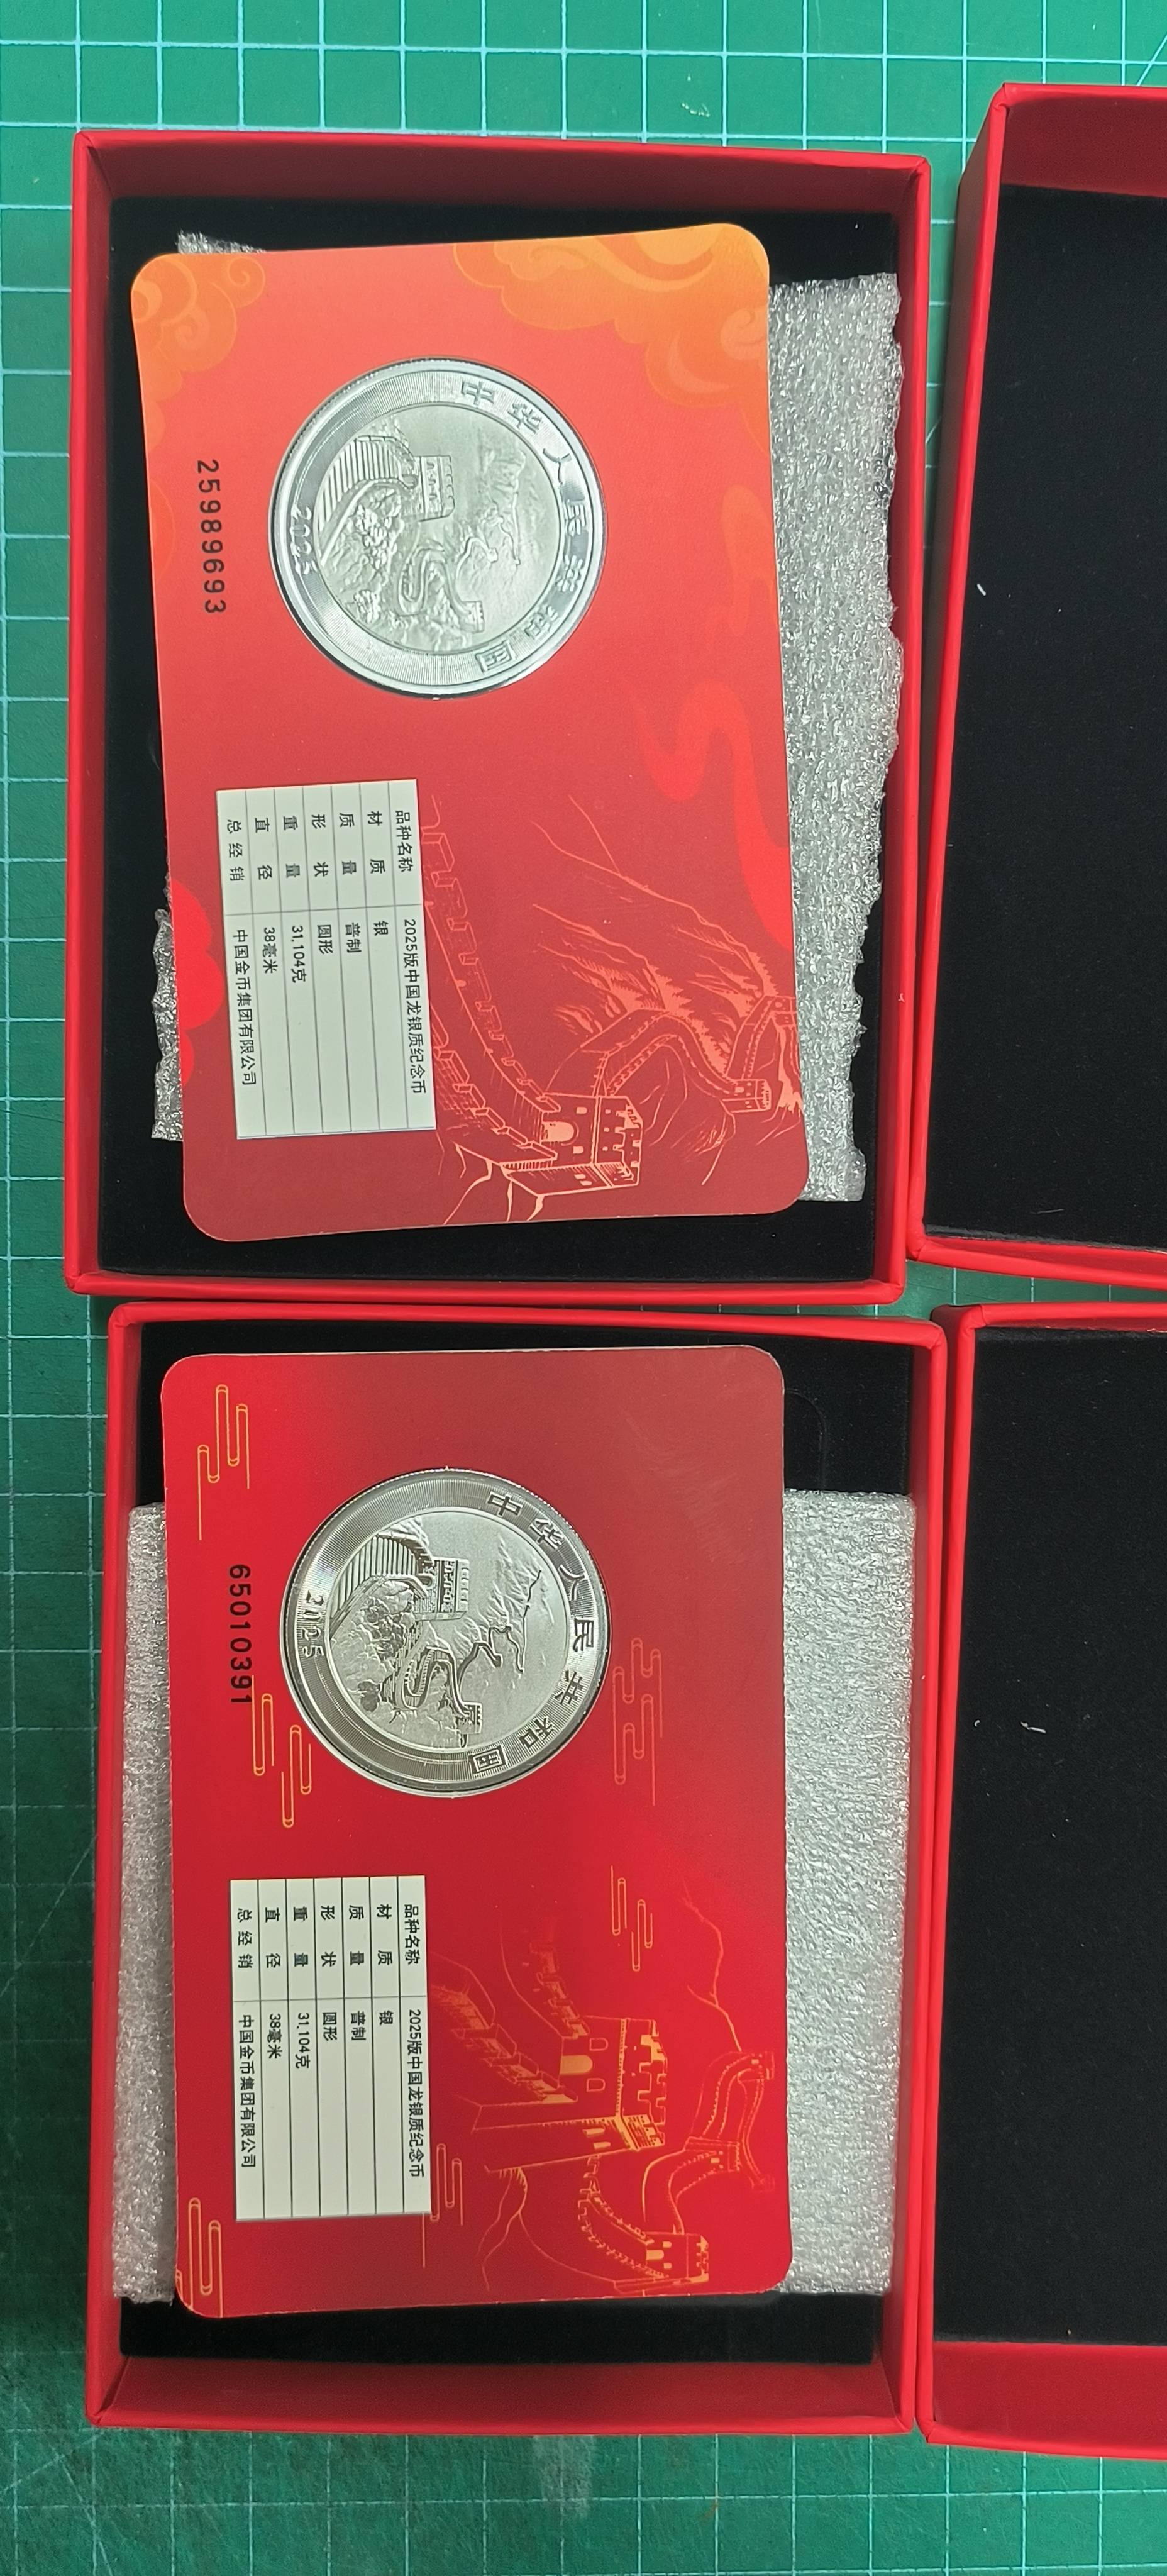 中华人民共和国
2025
25989693
品种名称 2025版中国龙银质纪念币
材质 银
质量 普制
形状 圆形
重量 31,104克
直径 38毫米
总经销 中国金币集团有限公司
中华人民共和国
2025
65010391
品种名称 2025版中国龙银质纪念币
材质 银
质量 普制
形状 圆形
重量 31,104克
直径 38毫米
总经销 中国金币集团有限公司